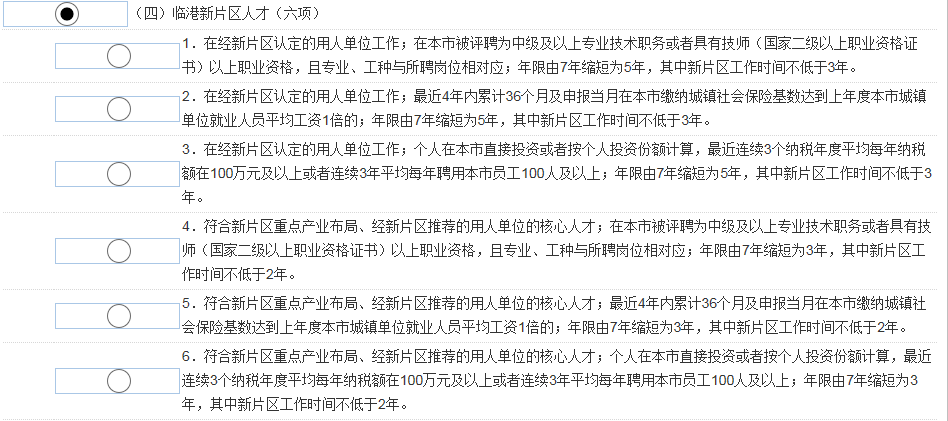 （四）临港新片区人才（六项）
1．在经新片区认定的用人单位工作；在本市被评聘为中级及以上专业技术职务或者具有技师（国家二级以上职业资格证
书）以上职业资格，且专业、工种与所聘岗位相对应；年限由7年缩短为5年，其中新片区工作时间不低于3年。
2．在经新片区认定的用人单位工作；最近4年内累计36个月及申报当月在本市缴纳城镇社会保险基数达到上年度本市城镇
单位就业人员平均工资1倍的；年限由7年缩短为5年，其中新片区工作时间不低于3年。
3．在经新片区认定的用人单位工作；个人在本市直接投资或者按个人投资份额计算，最近连续3个纳税年度平均每年纳税
额在100万元及以上或者连续3年平均每年聘用本市员工100人及以上；年限由7年缩短为5年，其中新片区工作时间不低于3
年。
4．符合新片区重点产业布局、经新片区推荐的用人单位的核心人才；在本市被评聘为中级及以上专业技术职务或者具有技
师（国家二级以上职业资格证书）以上职业资格，且专业、工种与所聘岗位相对应；年限由7年缩短为3年，其中新片区工
作时间不低于2年。
5．符合新片区重点产业布局、经新片区推荐的用人单位的核心人才；最近4年内累计36个月及申报当月在本市缴纳城镇社
会保险基数达到上年度本市城镇单位就业人员平均工资1倍的；年限由7年缩短为3年，其中新片区工作时间不低于2年。
6．符合新片区重点产业布局、经新片区推荐的用人单位的核心人才；个人在本市直接投资或者按个人投资份额计算，最近
连续3个纳税年度平均每年纳税额在100万元及以上或者连续3年平均每年聘用本市员工100人及以上；年限由7年缩短为3
年，其中新片区工作时间不低于2年。